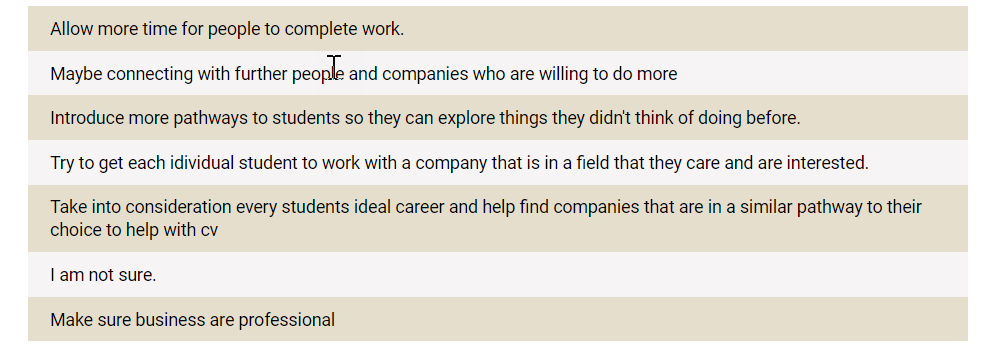 Allow more time for people to complete work.
Maybe connecting with further people and companies who are willing to do more
Introduce more pathways to students so they can explore things they didn't think of doing before.
Try to get each idividual student to work with a company that is in a field that they care and are interested.
Take into consideration every students ideal career and help find companies that are in a similar pathway to their
choice to help with cv
I am not sure.
Make sure business are professional